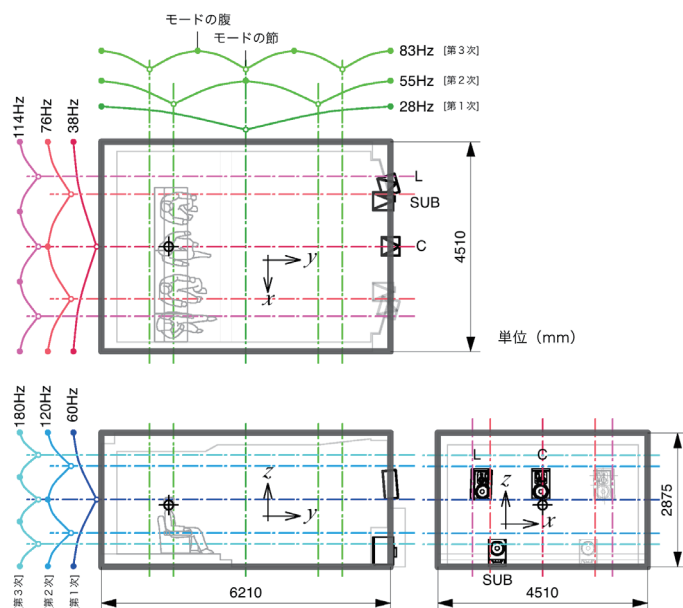 モードの腹
モードの節
83Hz [第３次]
55Hz [第２次]
28Hz [第１次]
114Hz
76Hz
38Hz
L
SUB
C
y
x
4510
単位（mm）
180Hz
120Hz
60Hz
z
y
L
C
z
x
2875
SUB
[第３次]
[第２次]
[第１次]
6210
4510